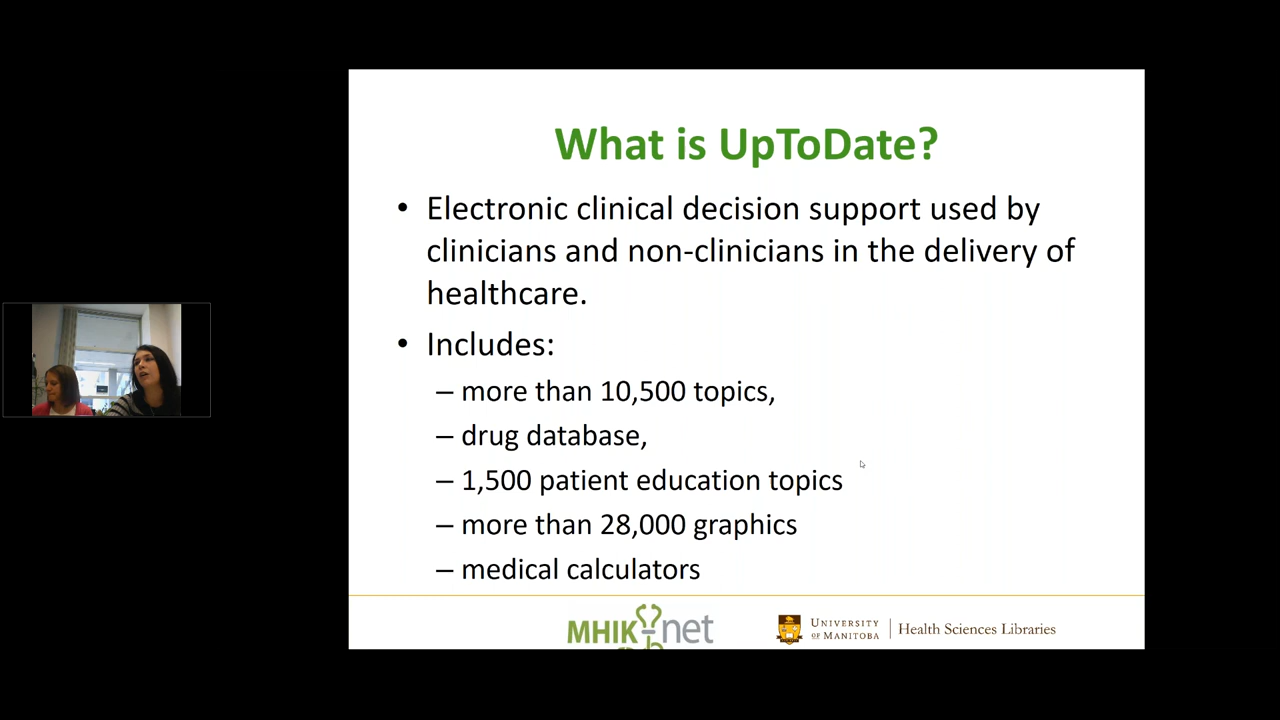 What is UpToDate?
• Electronic clinical decision support used by
clinicians and non-clinicians in the delivery of
healthcare.
• Includes:
– more than 10,500 topics,
– drug database,
– 1,500 patient education topics
– more than 28,000 graphics
– medical calculators
MHIK-net
UNIVERSITY
OF MANITOBA
Health Sciences Libraries